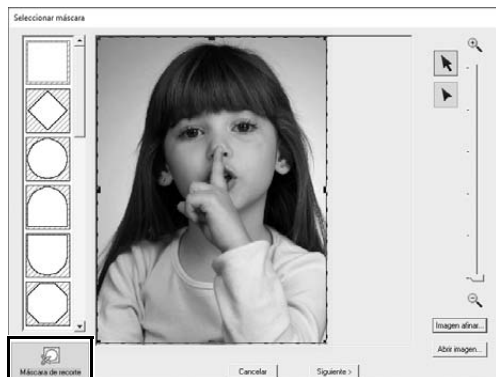 Seleccionar máscara
Imagen afinar...
Abrir imagen...
Máscara de recorte
Cancelar
Siguiente >